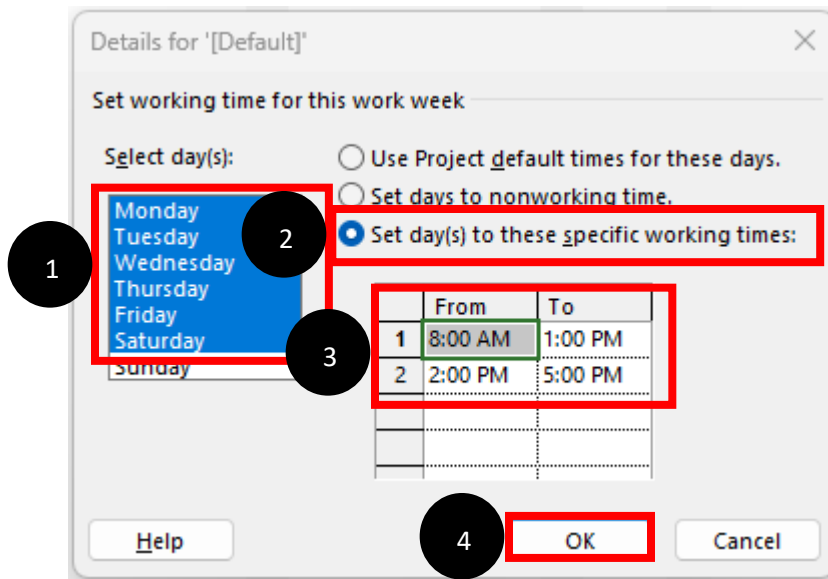 Details for '[Default]'
Set working time for this work week
Select day(s):
Use Project default times for these days.
Set days to nonworking time.
Set day(s) to these specific working times:
1
Monday
Tuesday
Wednesday
Thursday
Friday
Saturday
Sunday
2
3
From To
1 8:00 AM 1:00 PM
2 2:00 PM 5:00 PM
Help
4
OK
Cancel